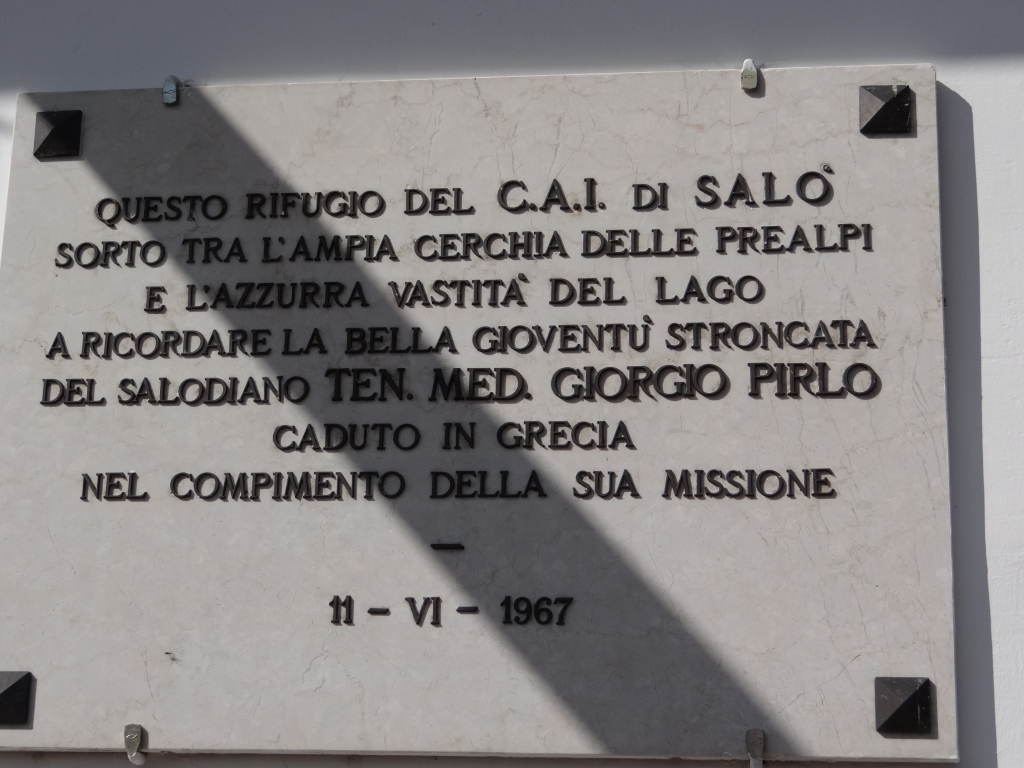 QUESTO RIFUGIO DEL C.A.I. DI SALÒ
SORTO TRA L'AMPIA CERCHIA DELLE PREALPI
E L'AZZURRA VASTITÀ DEL LAGO
A RICORDARE LA BELLA GIOVENTÙ STRONCATA
DEL SALODIANO TEN. MED. GIORGIO PIRLO
CADUTO IN GRECIA
NEL COMPIMENTO DELLA SUA MISSIONE
—
11 – VI – 1967